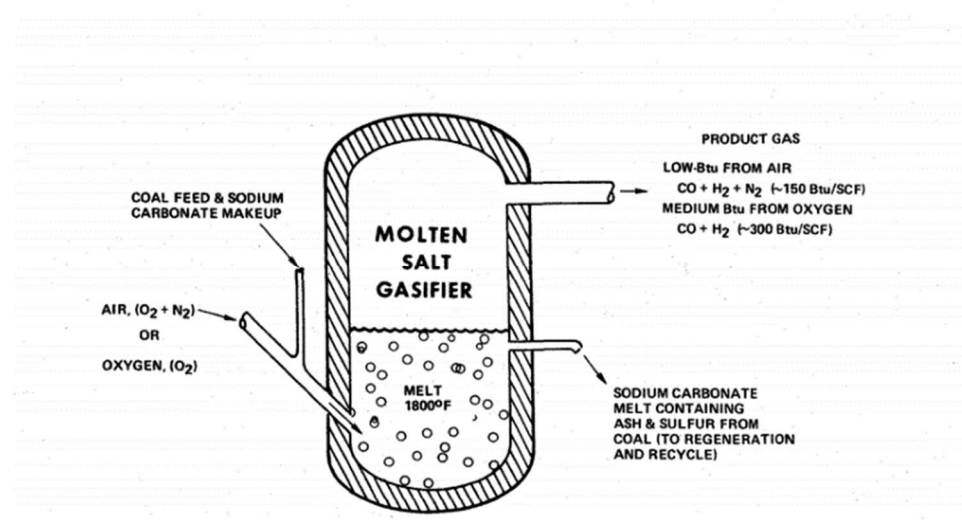 PRODUCT GAS
LOW-Btu FROM AIR
CO + H2 + N2 (~150 Btu/SCF)
MEDIUM Btu FROM OXYGEN
CO + H2 (~300 Btu/SCF)
COAL FEED & SODIUM
CARBONATE MAKEUP
MOLTEN
SALT
GASIFIER
AIR, (O2 + N2)
OR
OXYGEN, (O2)
MELT
1800ºF
SODIUM CARBONATE
MELT CONTAINING
ASH & SULFUR FROM
COAL (TO REGENERATION
AND RECYCLE)